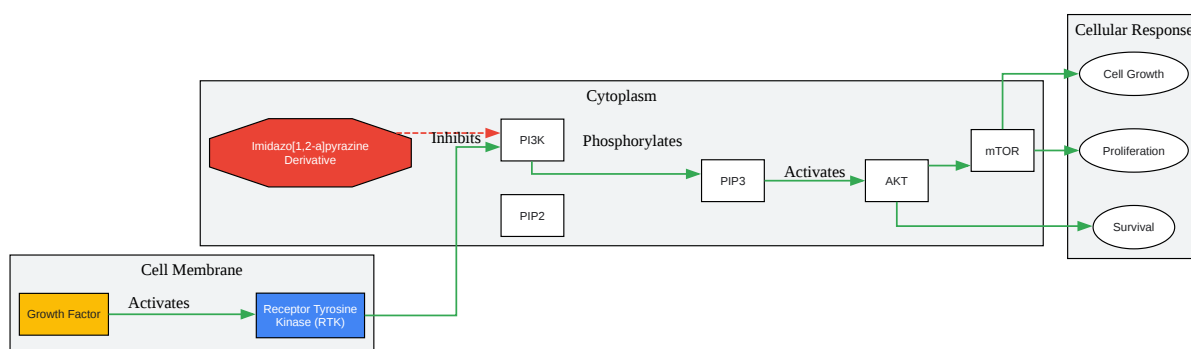 Cellular Response
Cell Growth
Proliferation
Survival
Cytoplasm
Imidazo[1,2-a]pyrazine
Derivative
Inhibits
PI3K
Phosphorylates
PIP2
PIP3
Activates
AKT
mTOR
Cell Membrane
Growth Factor
Activates
Receptor Tyrosine
Kinase (RTK)